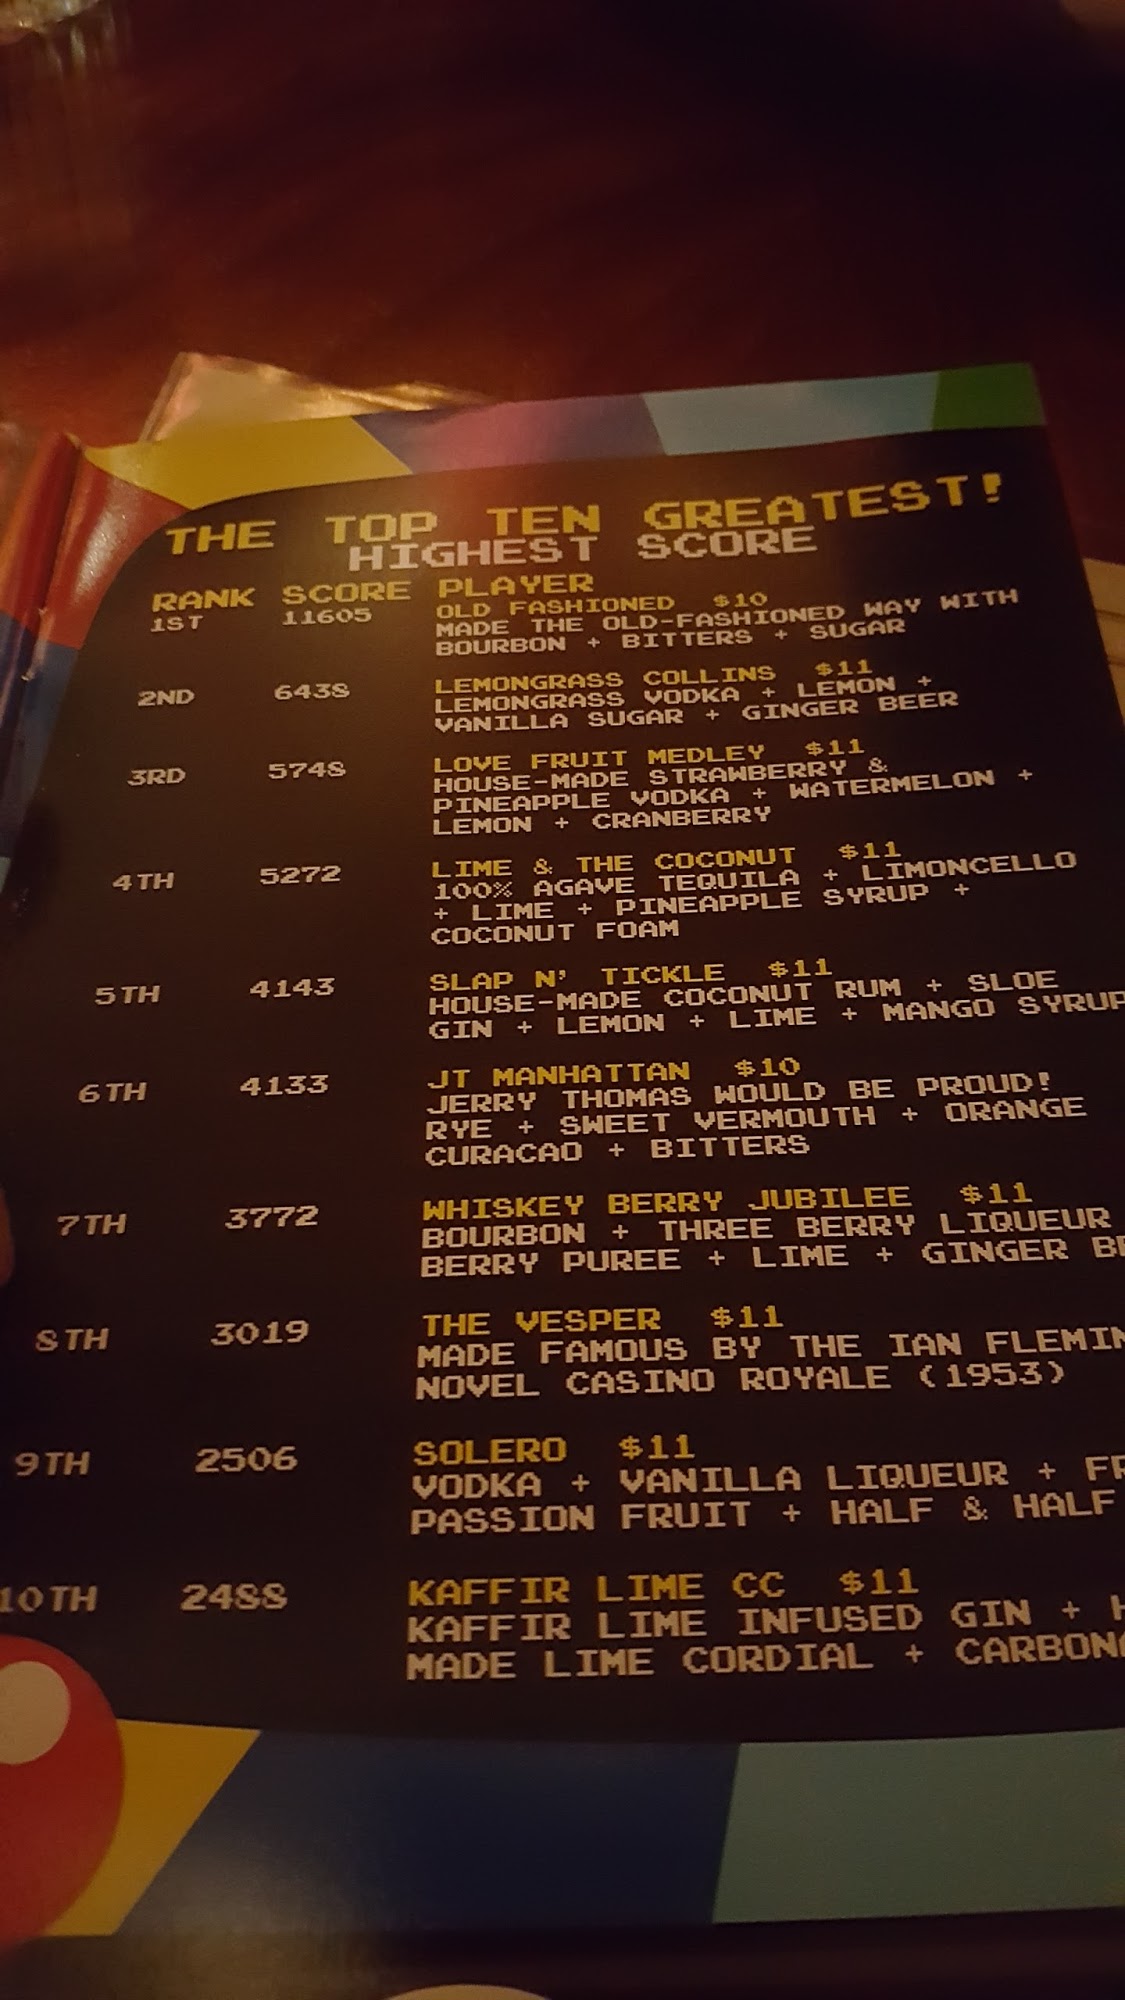 THE TOP TEN GREATEST!
HIGHEST SCORE
RANK SCORE PLAYER
1ST 11605 OLD FASHIONED $10
MADE THE OLD-FASHIONED WAY WITH
BOURBON + BITTERS + SUGAR
2ND 6438 LEMONGRASS COLLINS $11
LEMONGRASS VODKA + LEMON +
VANILLA SUGAR + GINGER BEER
3RD 5748 LOVE FRUIT MEDLEY $11
HOUSE-MADE STRAWBERRY &
PINEAPPLE VODKA + WATERMELON +
LEMON + CRANBERRY
4TH 5272 LIME & THE COCONUT $11
100% AGAVE TEQUILA + LIMONCELLO
+ LIME + PINEAPPLE SYRUP +
COCONUT FOAM
5TH 4143 SLAP N' TICKLE $11
HOUSE-MADE COCONUT RUM + SLOE
GIN + LEMON + LIME + MANGO SYRUP
6TH 4133 JT MANHATTAN $10
JERRY THOMAS WOULD BE PROUD!
RYE + SWEET VERMOUTH + ORANGE
CURACAO + BITTERS
7TH 3772 WHISKEY BERRY JUBILEE $11
BOURBON + THREE BERRY LIQUEUR
BERRY PUREE + LIME + GINGER
8TH 3019 THE VESPER $11
MADE FAMOUS BY THE IAN
NOVEL CASINO ROYALE (1953)
9TH 2506 SOLERO $11
VODKA + VANILLA LIQUEUR +
PASSION FRUIT + HALF & HALF
10TH 2488 KAFFIR LIME CC $11
KAFFIR LIME INFUSED GIN +
MADE LIME CORDIAL +